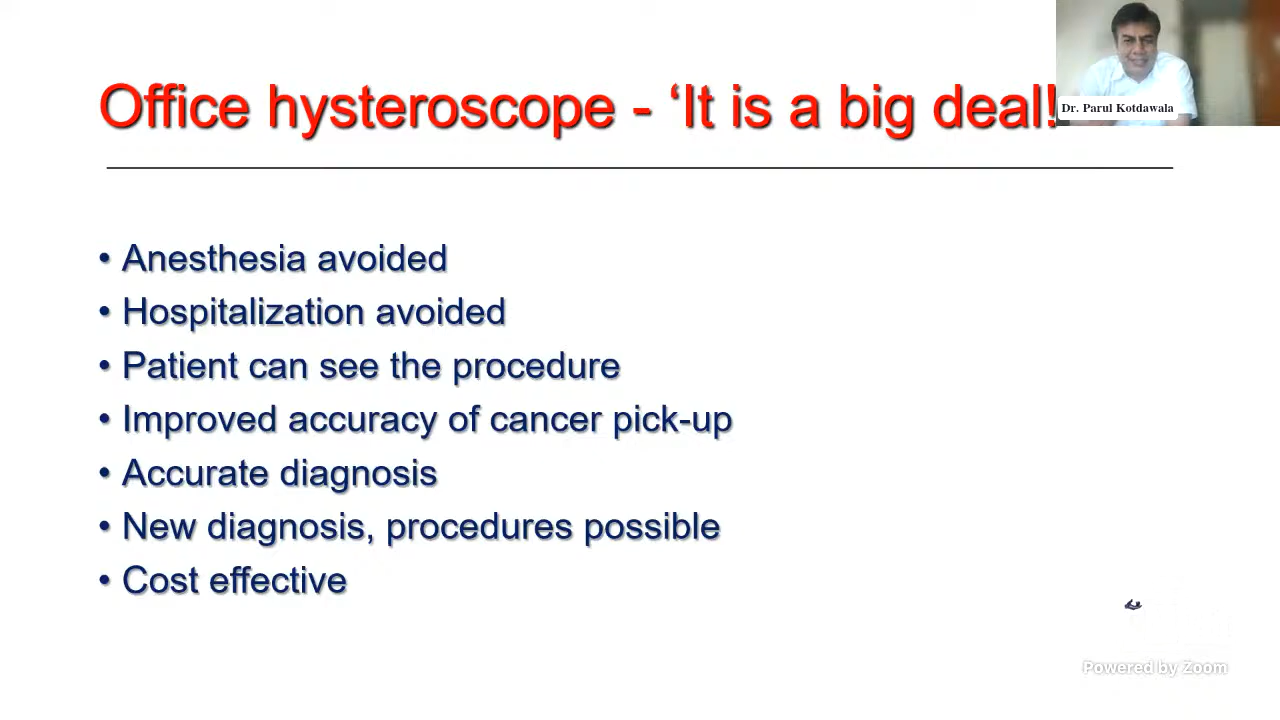 Office hysteroscope - ‘It is a big deal!
Dr. Parul Kotdawala
• Anesthesia avoided
• Hospitalization avoided
• Patient can see the procedure
• Improved accuracy of cancer pick-up
• Accurate diagnosis
• New diagnosis, procedures possible
• Cost effective
Powered by Zoom